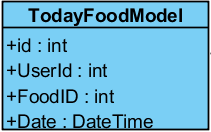 TodayFoodModel
+id : int
+UserId : int
+FoodID : int
+Date : DateTime